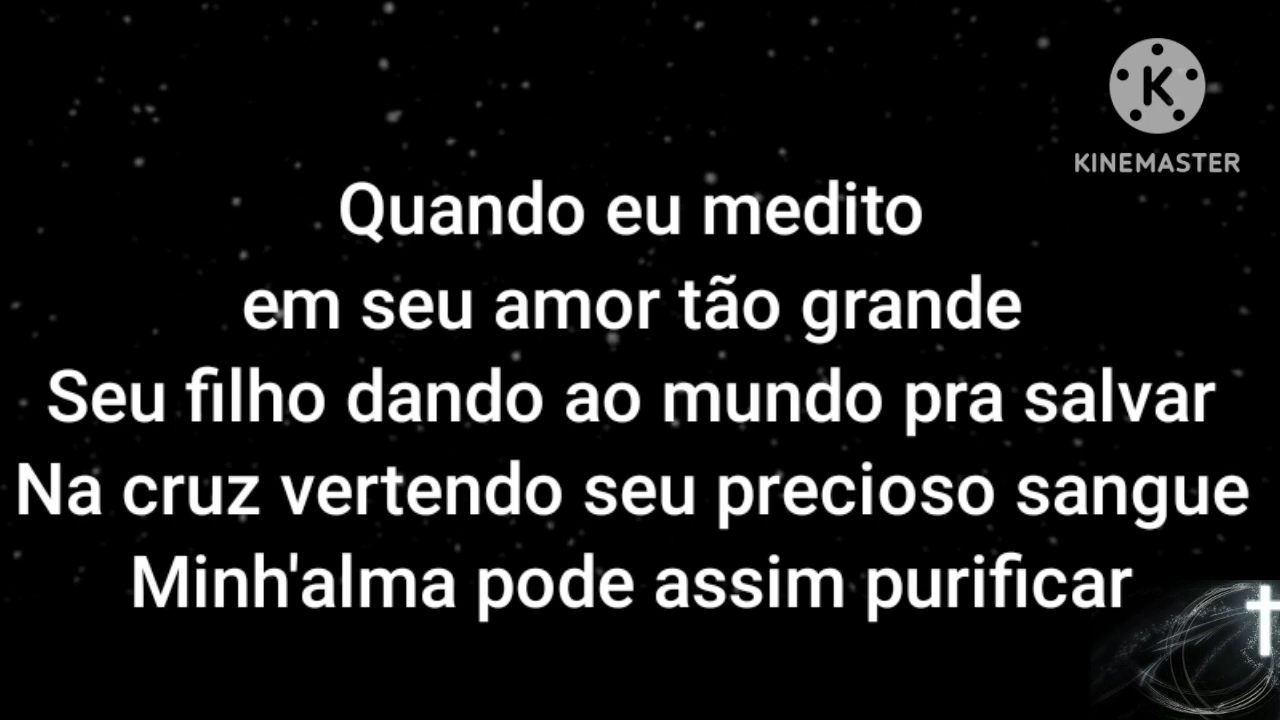 K
KINEMASTER
Quando eu medito
em seu amor tão grande
Seu filho dando ao mundo pra salvar
Na cruz vertendo seu precioso sangue
Minh'alma pode assim purificar